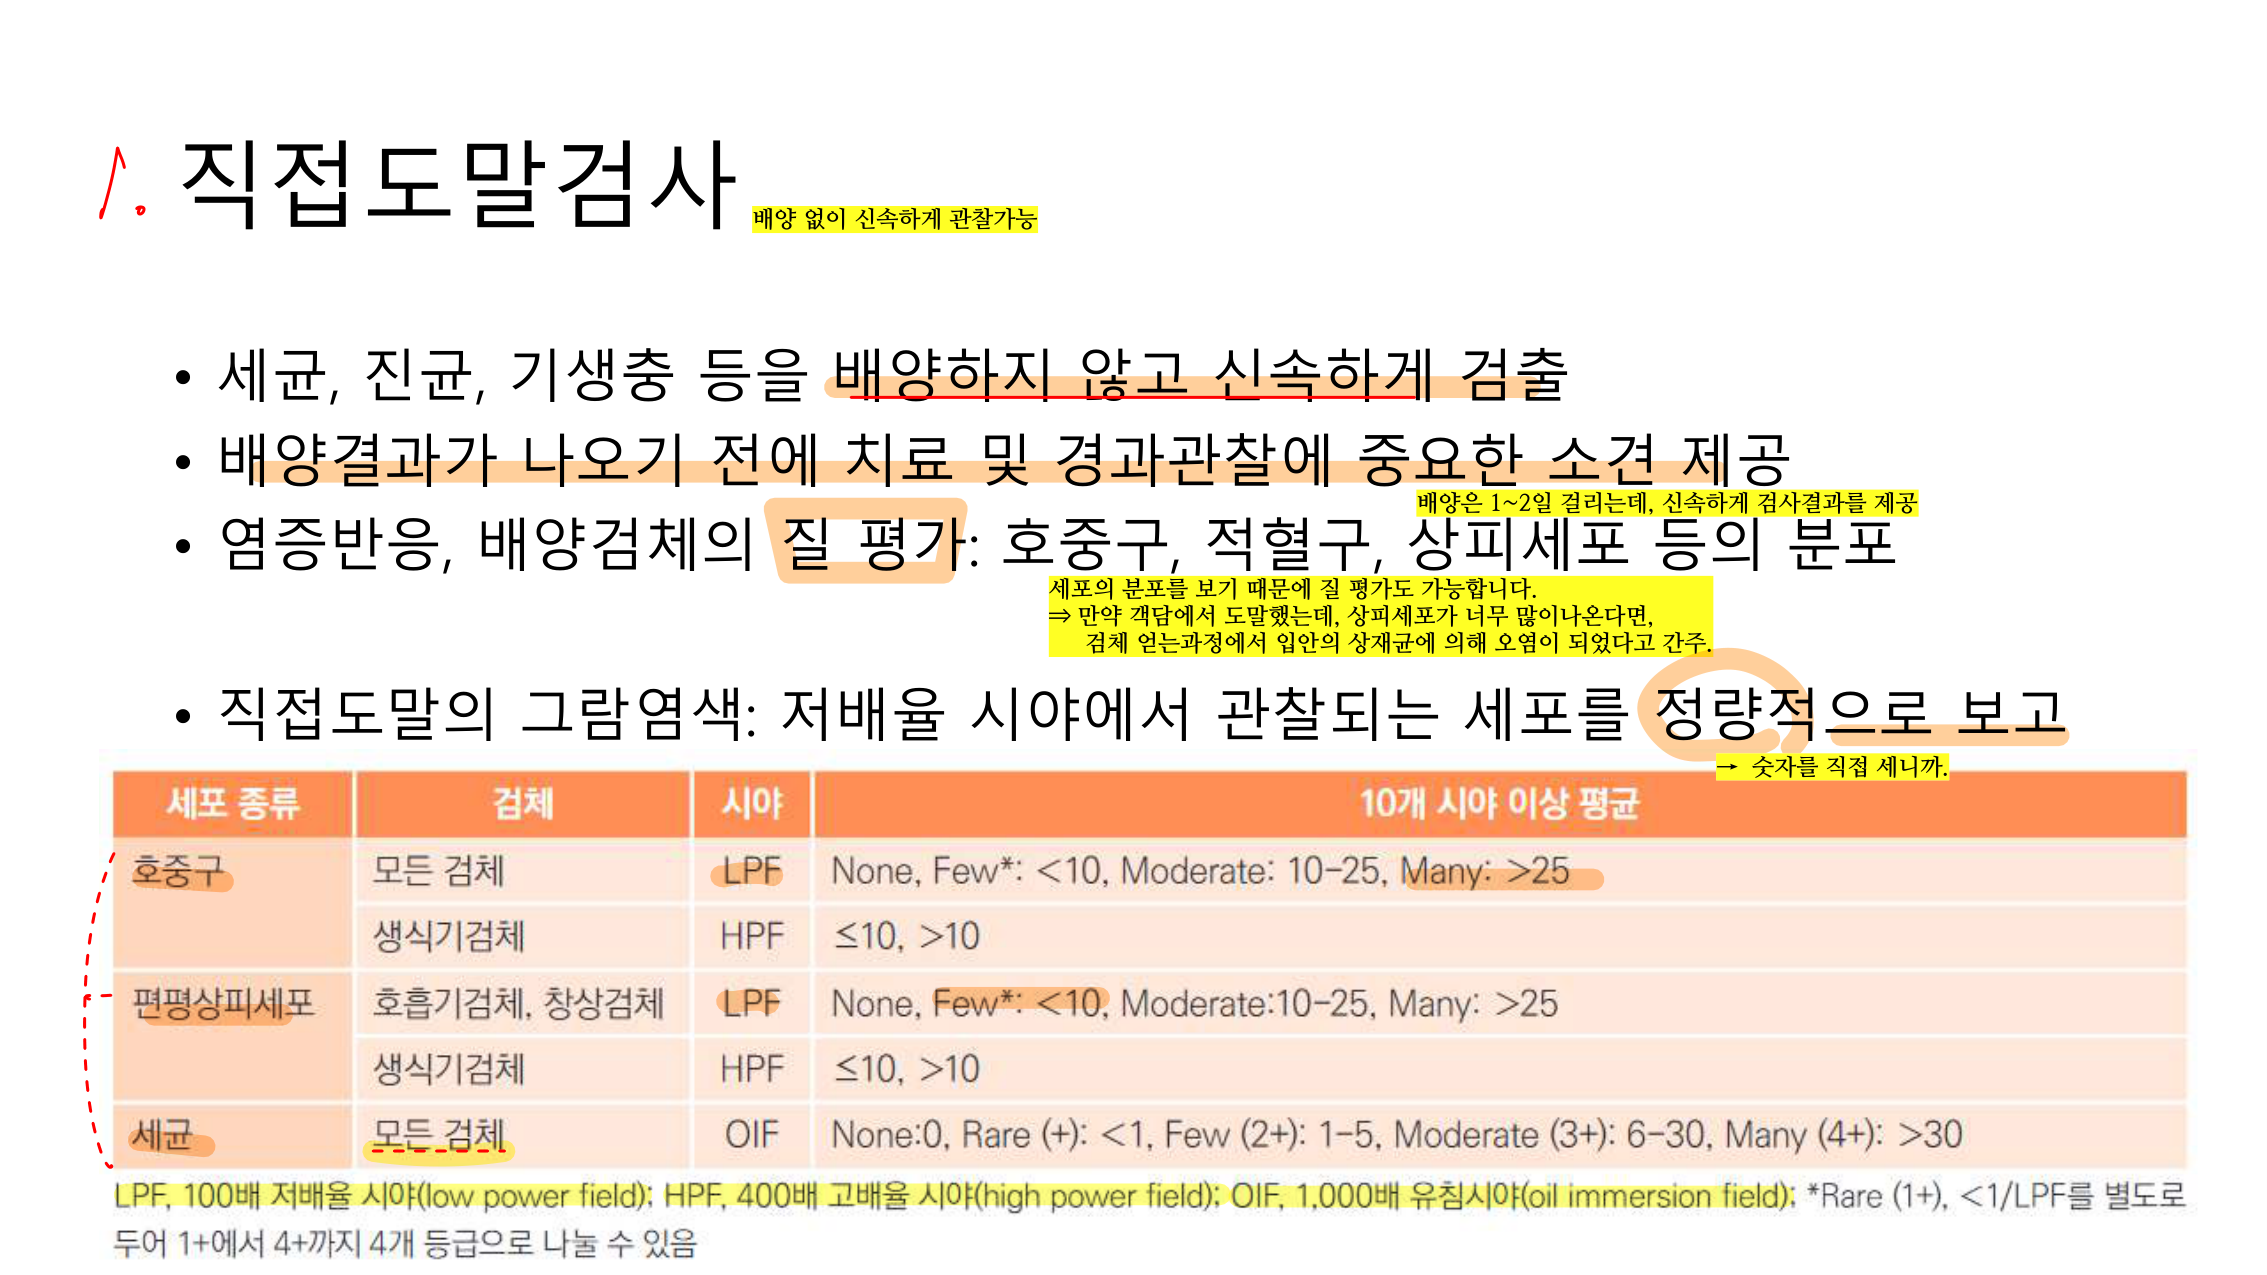 1. 직접도말검사
배양 없이 신속하게 관찰가능
• 세균, 진균, 기생충 등을 배양하지 않고 신속하게 검출
• 배양결과가 나오기 전에 치료 및 경과관찰에 중요한 소견 제공
배양은 1~2일 걸리는데, 신속하게 검사결과를 제공
• 염증반응, 배양검체의 질 평가: 호중구, 적혈구, 상피세포 등의 분포
세포의 분포를 보기 때문에 질 평가도 가능합니다.
⇒ 만약 객담에서 도말했는데, 상피세포가 너무 많이나온다면,
검체 얻는과정에서 입안의 상재균에 의해 오염이 되었다고 간주.
• 직접도말의 그람염색: 저배율 시야에서 관찰되는 세포를 정량적으로 보고
→ 숫자를 직접 세니까.
세포 종류 검체 시야 10개 시야 이상 평균
호중구 모든 검체 LPF None, Few*: <10, Moderate: 10-25, Many: >25
생식기검체 HPF ≤10, >10
편평상피세포 호흡기검체, 창상검체 LPF None, Few*: <10, Moderate:10-25, Many: >25
생식기검체 HPF ≤10, >10
세균 모든 검체 OIF None:0, Rare (+): <1, Few (2+): 1-5, Moderate (3+): 6-30, Many (4+): >30
LPF, 100배 저배율 시야(low power field); HPF, 400배 고배율 시야(high power field); OIF, 1,000배 유침시야(oil immersion field); *Rare (1+), <1/LPF를 별도로
두어 1+에서 4+까지 4개 등급으로 나눌 수 있음